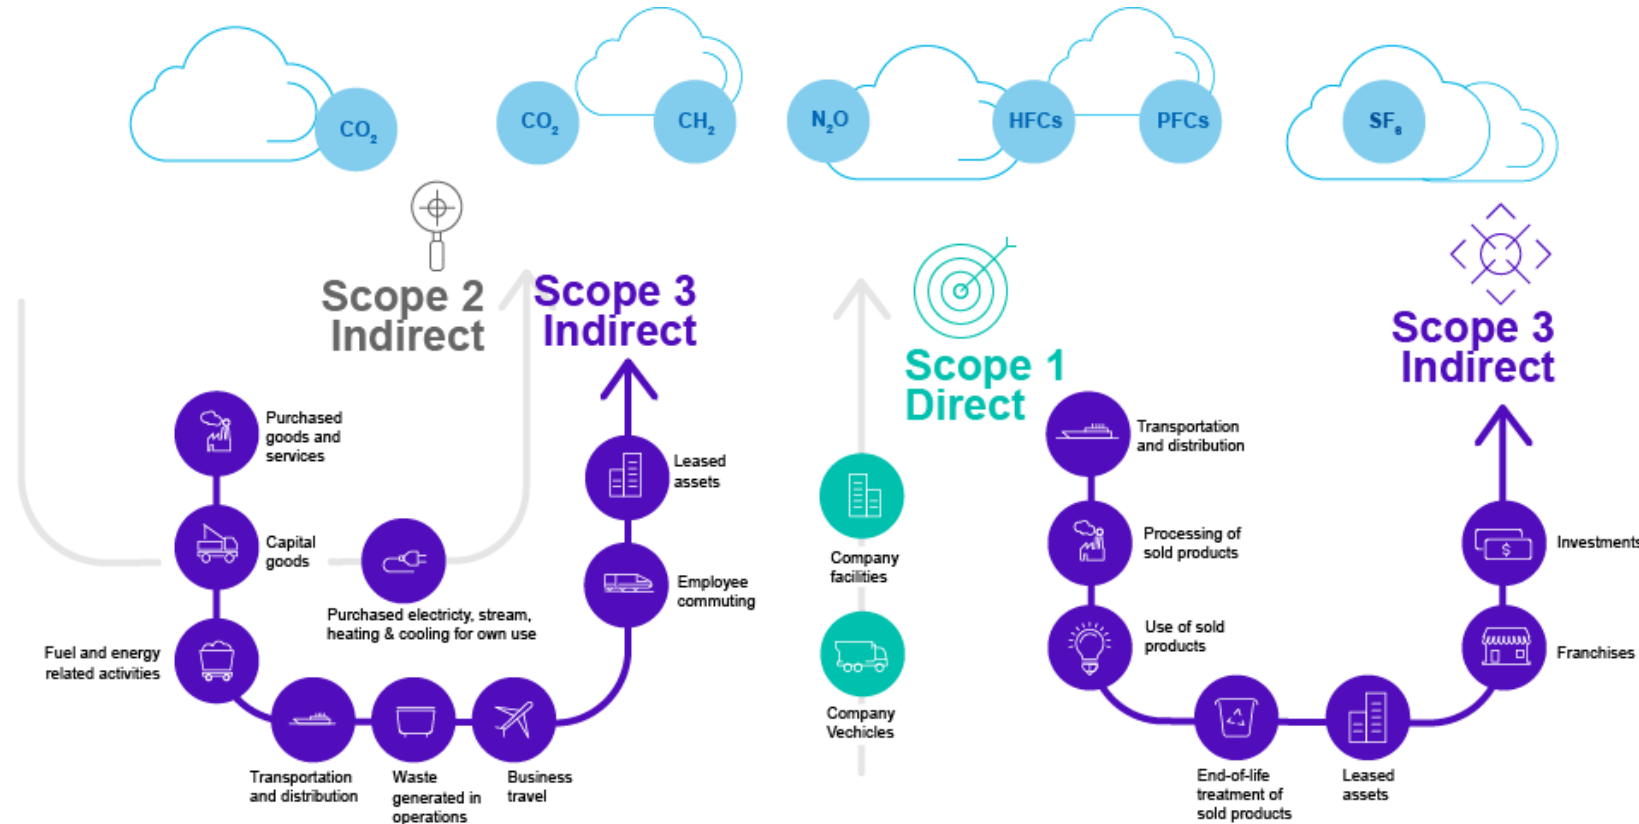 CO₂
CO₂
CH₂
N₂O
HFCs
PFCs
SF₆
Scope 2
Indirect
Scope 3
Indirect
Scope 1
Direct
Scope 3
Indirect
Purchased
goods and
services
Capital
goods
Fuel and energy
related activities
Purchased electricty, stream,
heating & cooling for own use
Transportation
and distribution
Waste
generated in
operations
Business
travel
Employee
commuting
Leased
assets
Company
facilities
Company
Vechicles
Transportation
and distribution
Processing of
sold products
Use of sold
products
End-of-life
treatment of
sold products
Leased
assets
Franchises
Investments
$